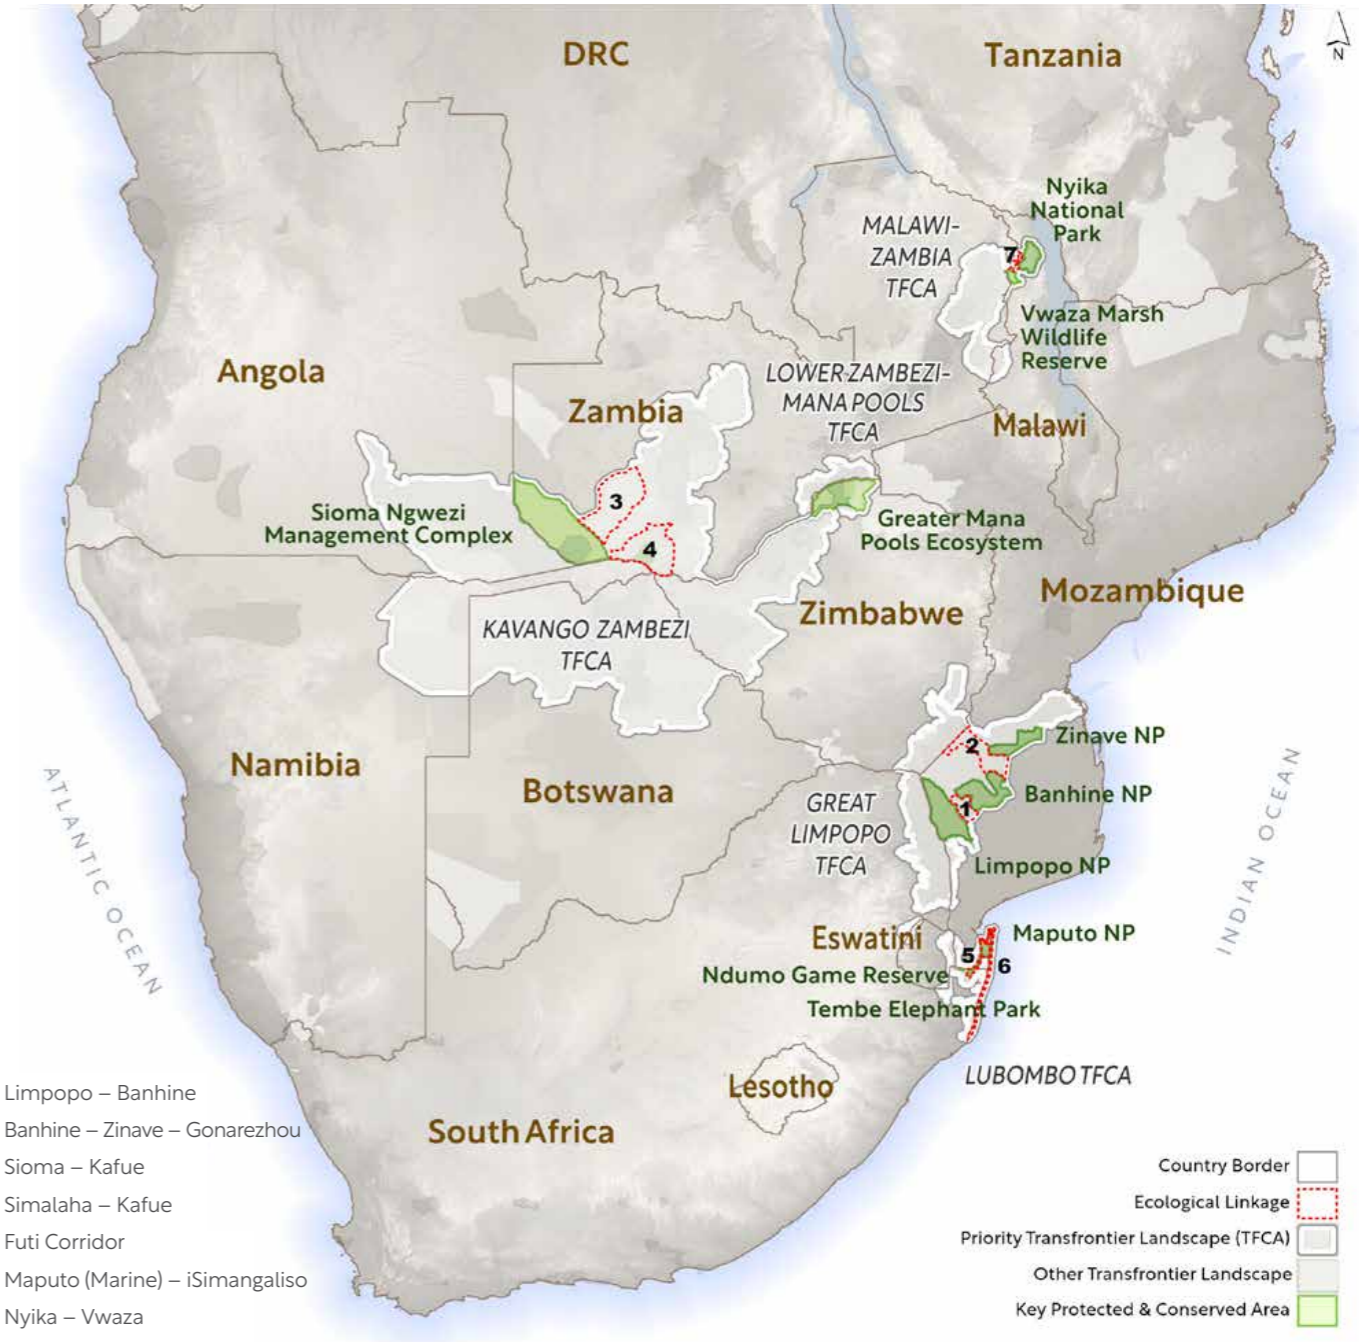 N
DRC
Tanzania
Nyika
National
Park
MALAWI-
ZAMBIA
TFCA
7
Vwaza Marsh
Wildlife
Reserve
Angola
LOWER ZAMBEZI-
MANA POOLS
TFCA
Zambia
Malawi
3
Sioma Ngwezi
Management Complex
4
Greater Mana
Pools Ecosystem
Mozambique
Zimbabwe
KAVANGO ZAMBEZI
TFCA
2
Zinave NP
Namibia
Botswana
Banhine NP
GREAT
LIMPOPO
TFCA
1
Limpopo NP
ATLANTIC OCEAN
INDIAN OCEAN
Eswatini
Maputo NP
5
6
Ndumo Game Reserve
Tembe Elephant Park
LUBOMBO TFCA
Lesotho
South Africa
Limpopo – Banhine
Banhine – Zinave – Gonarezhou
Sioma – Kafue
Simalaha – Kafue
Futi Corridor
Maputo (Marine) – iSimangaliso
Nyika – Vwaza
Country Border
Ecological Linkage
Priority Transfrontier Landscape (TFCA)
Other Transfrontier Landscape
Key Protected & Conserved Area